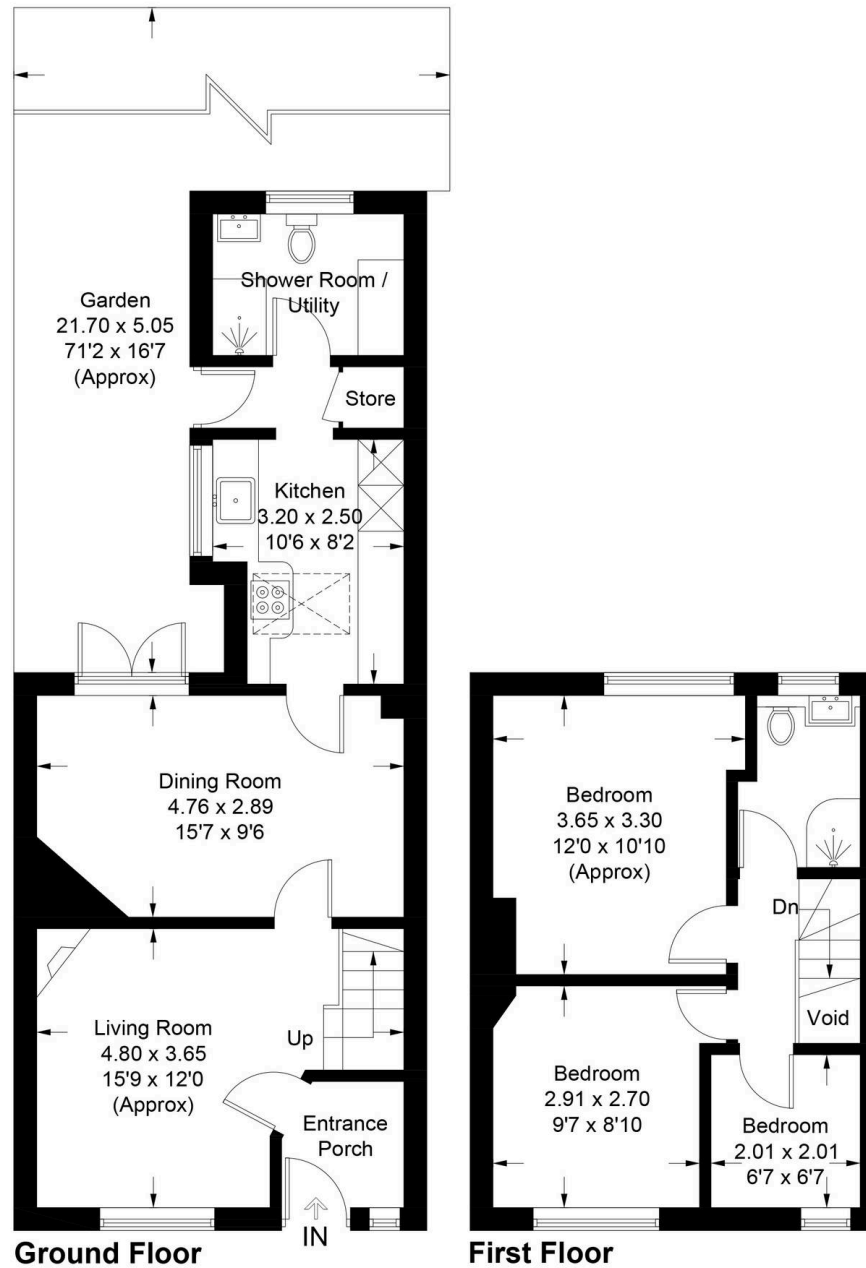 Garden
21.70 x 5.05
71'2 x 16'7
(Approx)
Shower Room /
Utility
Store
Kitchen
3.20 x 2.50
10'6 x 8'2
Dining Room
4.76 x 2.89
15'7 x 9'6
Living Room
4.80 x 3.65
15'9 x 12'0
(Approx)
Up
Entrance
Porch
IN
Ground Floor
Bedroom
3.65 x 3.30
12'0 x 10'10
(Approx)
Dn
Void
Bedroom
2.91 x 2.70
9'7 x 8'10
Bedroom
2.01 x 2.01
6'7 x 6'7
First Floor